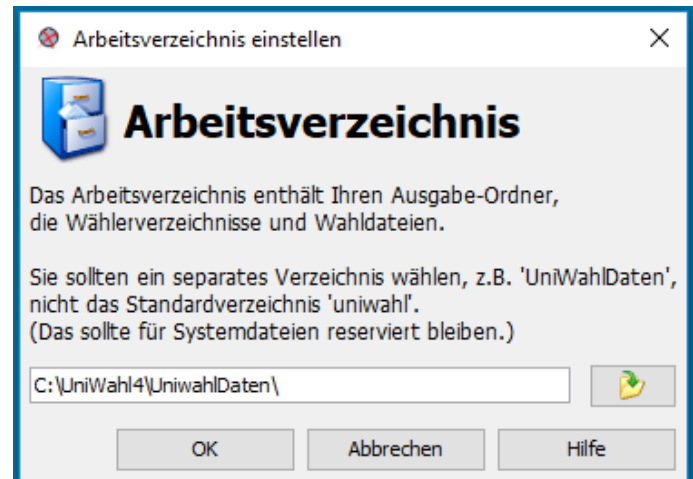 Arbeitsverzeichnis einstellen
Arbeitsverzeichnis
Das Arbeitsverzeichnis enthält Ihren Ausgabe-Ordner,
die Wählerverzeichnisse und Wahldateien.
Sie sollten ein separates Verzeichnis wählen, z.B. 'UniWahlDaten',
nicht das Standardverzeichnis 'uniwahl'.
(Das sollte für Systemdateien reserviert bleiben.)
C:\UniWahl4\UniwahlDaten\
OK Abbrechen Hilfe